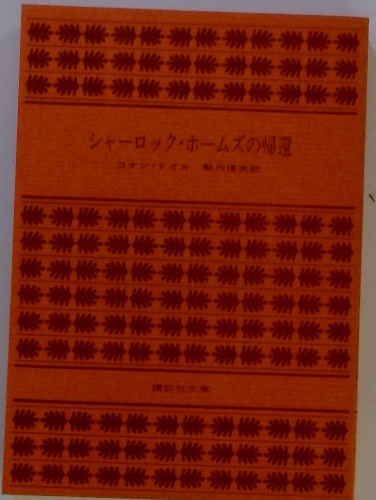 シャーロック・ホームズの帰還
コナン・ドイル 鮎川信夫訳
講談社文庫